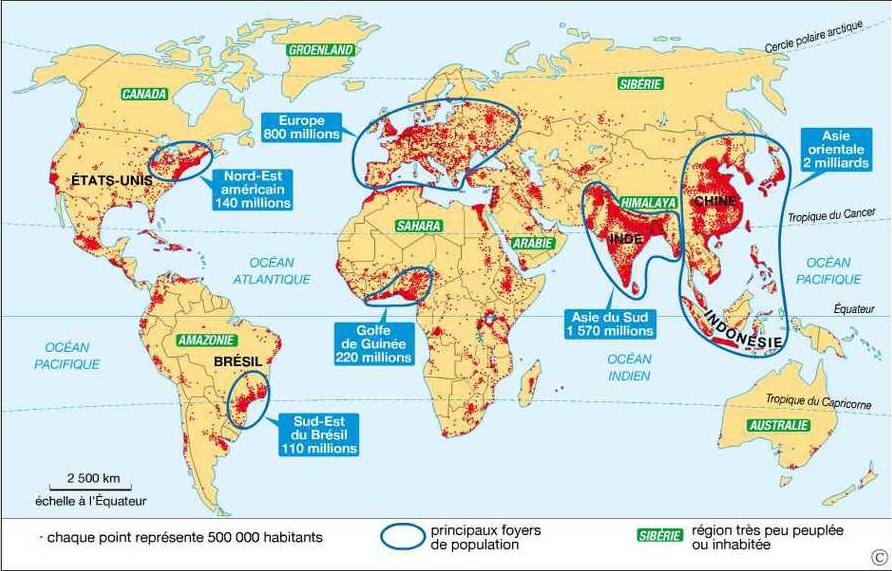 GROENLAND
Cercle polaire arctique
CANADA
SIBÉRIE
Europe
800 millions
Asie
orientale
2 milliards
ÉTATS-UNIS
Nord-Est
américain
140 millions
HIMALAYA
CHINE
Tropique du Cancer
SAHARA
ARABIE
INDE
OCÉAN
ATLANTIQUE
OCÉAN
PACIFIQUE
Équateur
Asie du Sud
1 570 millions
INDONÉSIE
Golfe
de Guinée
220 millions
AMAZONIE
BRÉSIL
OCÉAN
PACIFIQUE
OCÉAN
INDIEN
Tropique du Capricorne
Sud-Est
du Brésil
110 millions
AUSTRALIE
2 500 km
échelle à l'Équateur
· chaque point représente 500 000 habitants
principaux foyers
de population
SIBÉRIE
région très peu peuplée
ou inhabitée
©